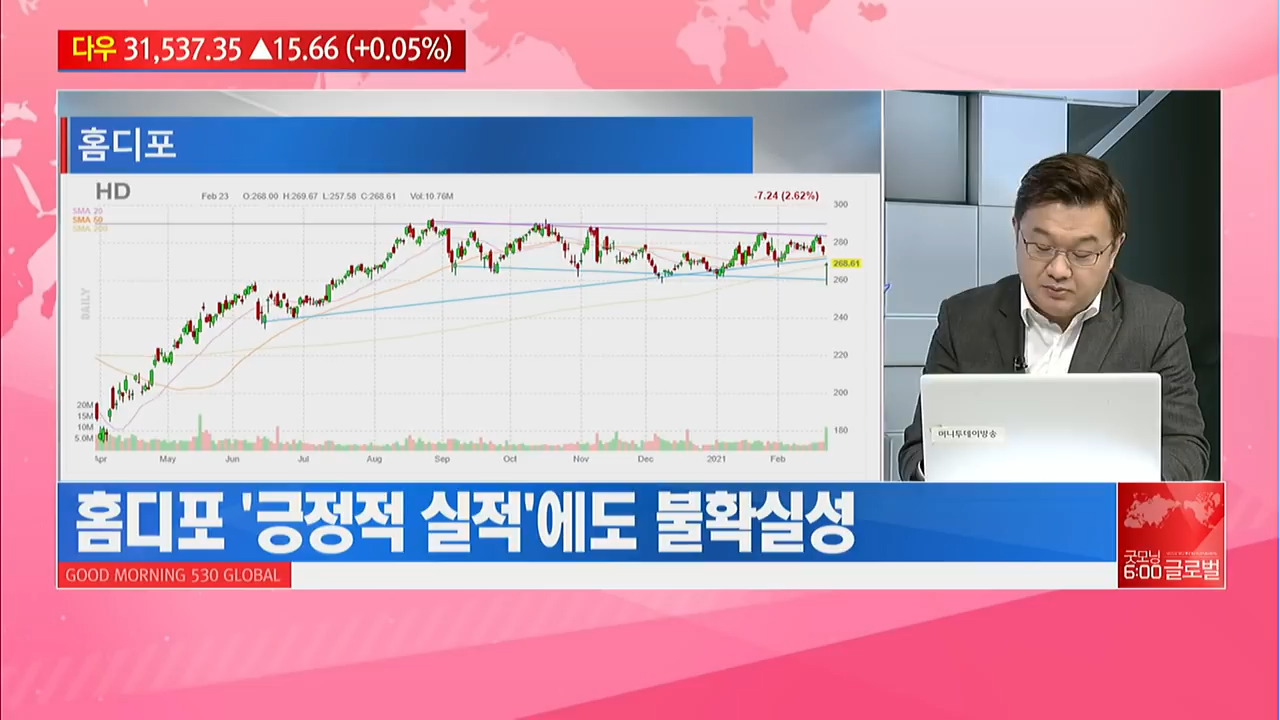 다우 31,537.35 ▲15.66 (+0.05%)
홈디포
HD
Feb 23 O:268.00 H:269.67 L:257.58 C:268.61 Vol:10.76M
-7.24 (2.62%)
SMA 20
SMA 50
SMA 200
DAILY
300
280
268.61
260
240
220
200
180
20M
15M
10M
5.0M
Apr May Jun Jul Aug Sep Oct Nov Dec 2021 Feb
머니투데이방송
홈디포 '긍정적 실적'에도 불확실성
GOOD MORNING 530 GLOBAL
굿모닝
6:00 글로벌